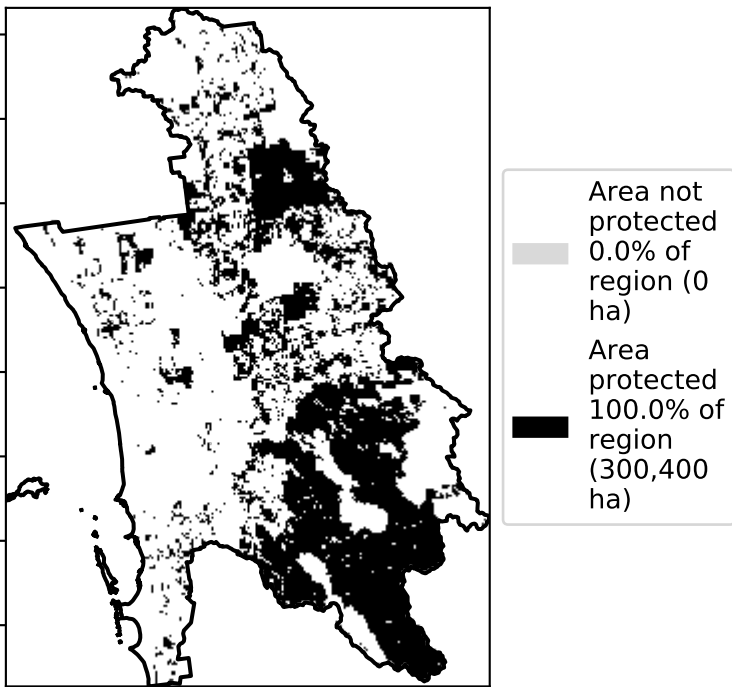 Area not
protected
0.0% of
region (0
ha)
Area
protected
100.0% of
region
(300,400
ha)